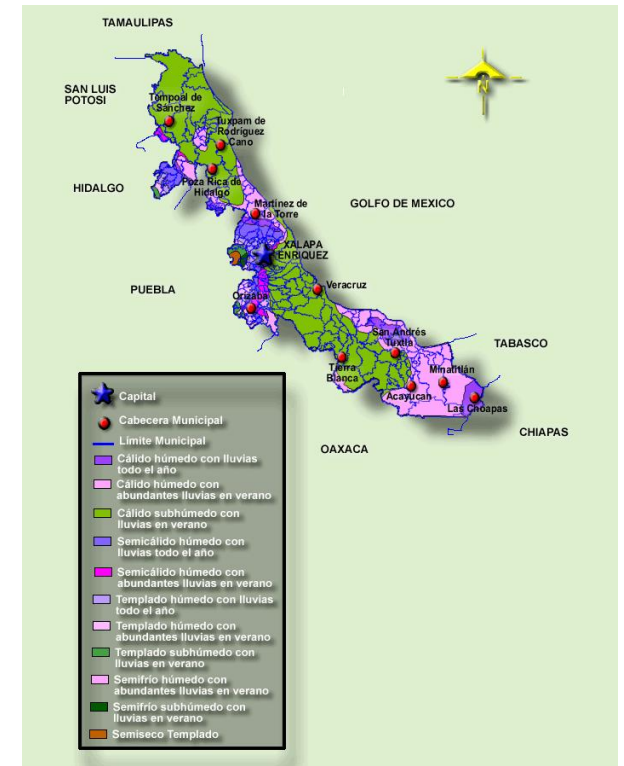 TAMAULIPAS
SAN LUIS
POTOSI
Tempoal de
Sánchez
Tuxpam de
Rodríguez
Cano
N
HIDALGO
Poza Rica de
Hidalgo
Martínez de
la Torre
GOLFO DE MEXICO
XALAPA
ENRIQUEZ
PUEBLA
Veracruz
Orizaba
San Andrés
Tuxtla
TABASCO
Tierra
Blanca
Minatitlán
Acayucan
Las Choapas
CHIAPAS
OAXACA
Capital
Cabecera Municipal
Límite Municipal
Cálido húmedo con lluvias
todo el año
Cálido húmedo con
abundantes lluvias en verano
Cálido subhúmedo con
lluvias en verano
Semicálido húmedo con
lluvias todo el año
Semicálido húmedo con
abundantes lluvias en verano
Templado húmedo con lluvias
todo el año
Templado húmedo con
abundantes lluvias en verano
Templado subhúmedo con
lluvias en verano
Semifrío húmedo con
abundantes lluvias en verano
Semifrío subhúmedo con
lluvias en verano
Semiseco Templado